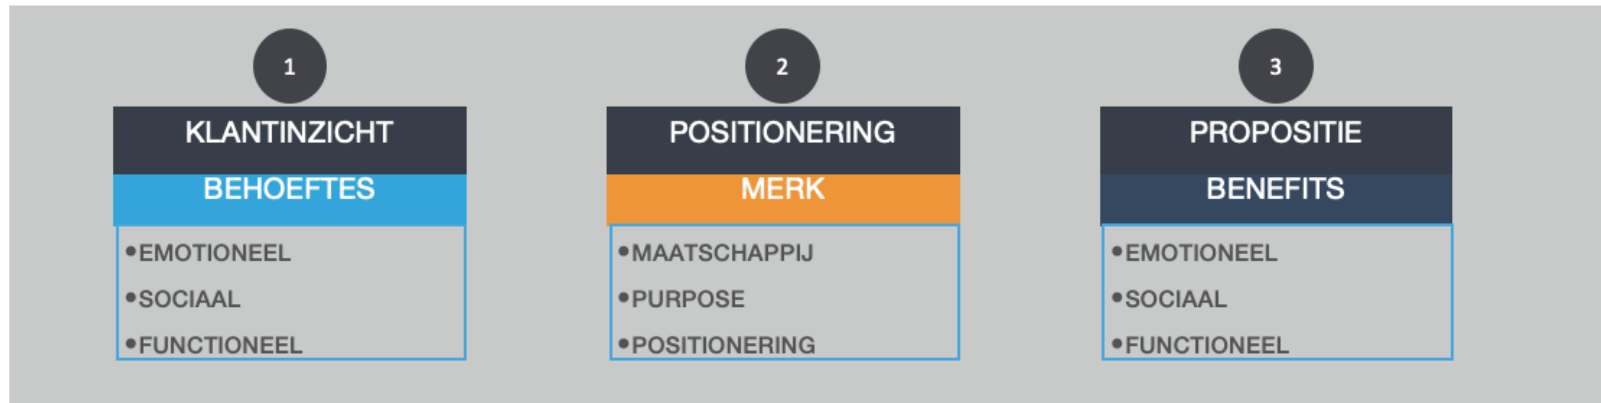 1
KLANTINZICHT
BEHOEFTES
•EMOTIONEEL
•SOCIAAL
•FUNCTIONEEL
2
POSITIONERING
MERK
•MAATSCHAPPIJ
•PURPOSE
•POSITIONERING
3
PROPOSITIE
BENEFITS
•EMOTIONEEL
•SOCIAAL
•FUNCTIONEEL